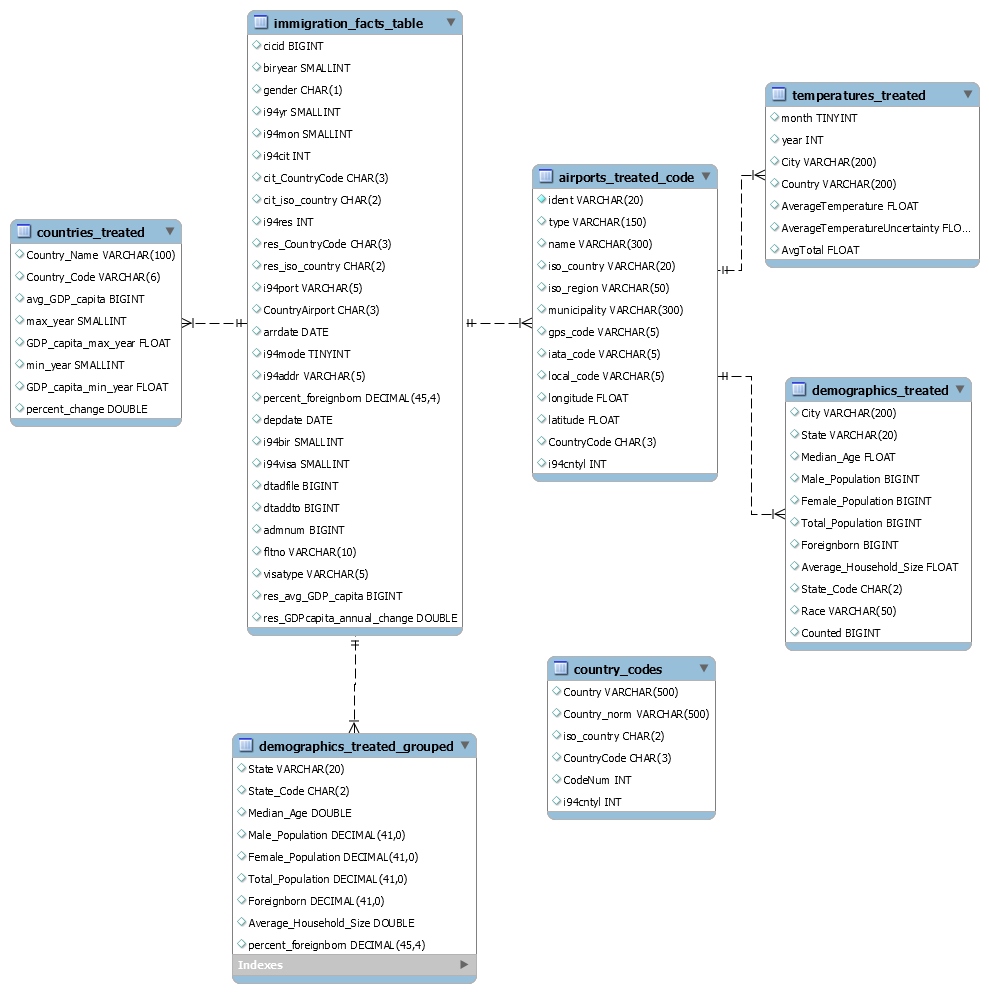 immigration_facts_table
cicid BIGINT
biryear SMALLINT
gender CHAR(1)
i94yr SMALLINT
i94mon SMALLINT
i94cit INT
cit_CountryCode CHAR(3)
cit_iso_country CHAR(2)
i94res INT
res_CountryCode CHAR(3)
res_iso_country CHAR(2)
i94port VARCHAR(5)
CountryAirport CHAR(3)
arrdate DATE
i94mode TINYINT
i94addr VARCHAR(5)
percent_foreignborn DECIMAL(45,4)
depdate DATE
i94bir SMALLINT
i94visa SMALLINT
dtadfile BIGINT
dtaddto BIGINT
admnum BIGINT
fltno VARCHAR(10)
visatype VARCHAR(5)
res_avg_GDP_capita BIGINT
res_GDPcapita_annual_change DOUBLE
countries_treated
Country_Name VARCHAR(100)
Country_Code VARCHAR(6)
avg_GDP_capita BIGINT
max_year SMALLINT
GDP_capita_max_year FLOAT
min_year SMALLINT
GDP_capita_min_year FLOAT
percent_change DOUBLE
airports_treated_code
ident VARCHAR(20)
type VARCHAR(150)
name VARCHAR(300)
iso_country VARCHAR(20)
iso_region VARCHAR(50)
municipality VARCHAR(300)
gps_code VARCHAR(5)
iata_code VARCHAR(5)
local_code VARCHAR(5)
longitude FLOAT
latitude FLOAT
CountryCode CHAR(3)
i94cntyl INT
temperatures_treated
month TINYINT
year INT
City VARCHAR(200)
Country VARCHAR(200)
AverageTemperature FLOAT
AverageTemperatureUncertainty FLO...
AvgTotal FLOAT
demographics_treated
City VARCHAR(200)
State VARCHAR(20)
Median_Age FLOAT
Male_Population BIGINT
Female_Population BIGINT
Total_Population BIGINT
Foreignborn BIGINT
Average_Household_Size FLOAT
State_Code CHAR(2)
Race VARCHAR(50)
Counted BIGINT
country_codes
Country VARCHAR(500)
Country_norm VARCHAR(500)
iso_country CHAR(2)
CountryCode CHAR(3)
CodeNum INT
i94cntyl INT
demographics_treated_grouped
State VARCHAR(20)
State_Code CHAR(2)
Median_Age DOUBLE
Male_Population DECIMAL(41,0)
Female_Population DECIMAL(41,0)
Total_Population DECIMAL(41,0)
Foreignborn DECIMAL(41,0)
Average_Household_Size DOUBLE
percent_foreignborn DECIMAL(45,4)
Indexes